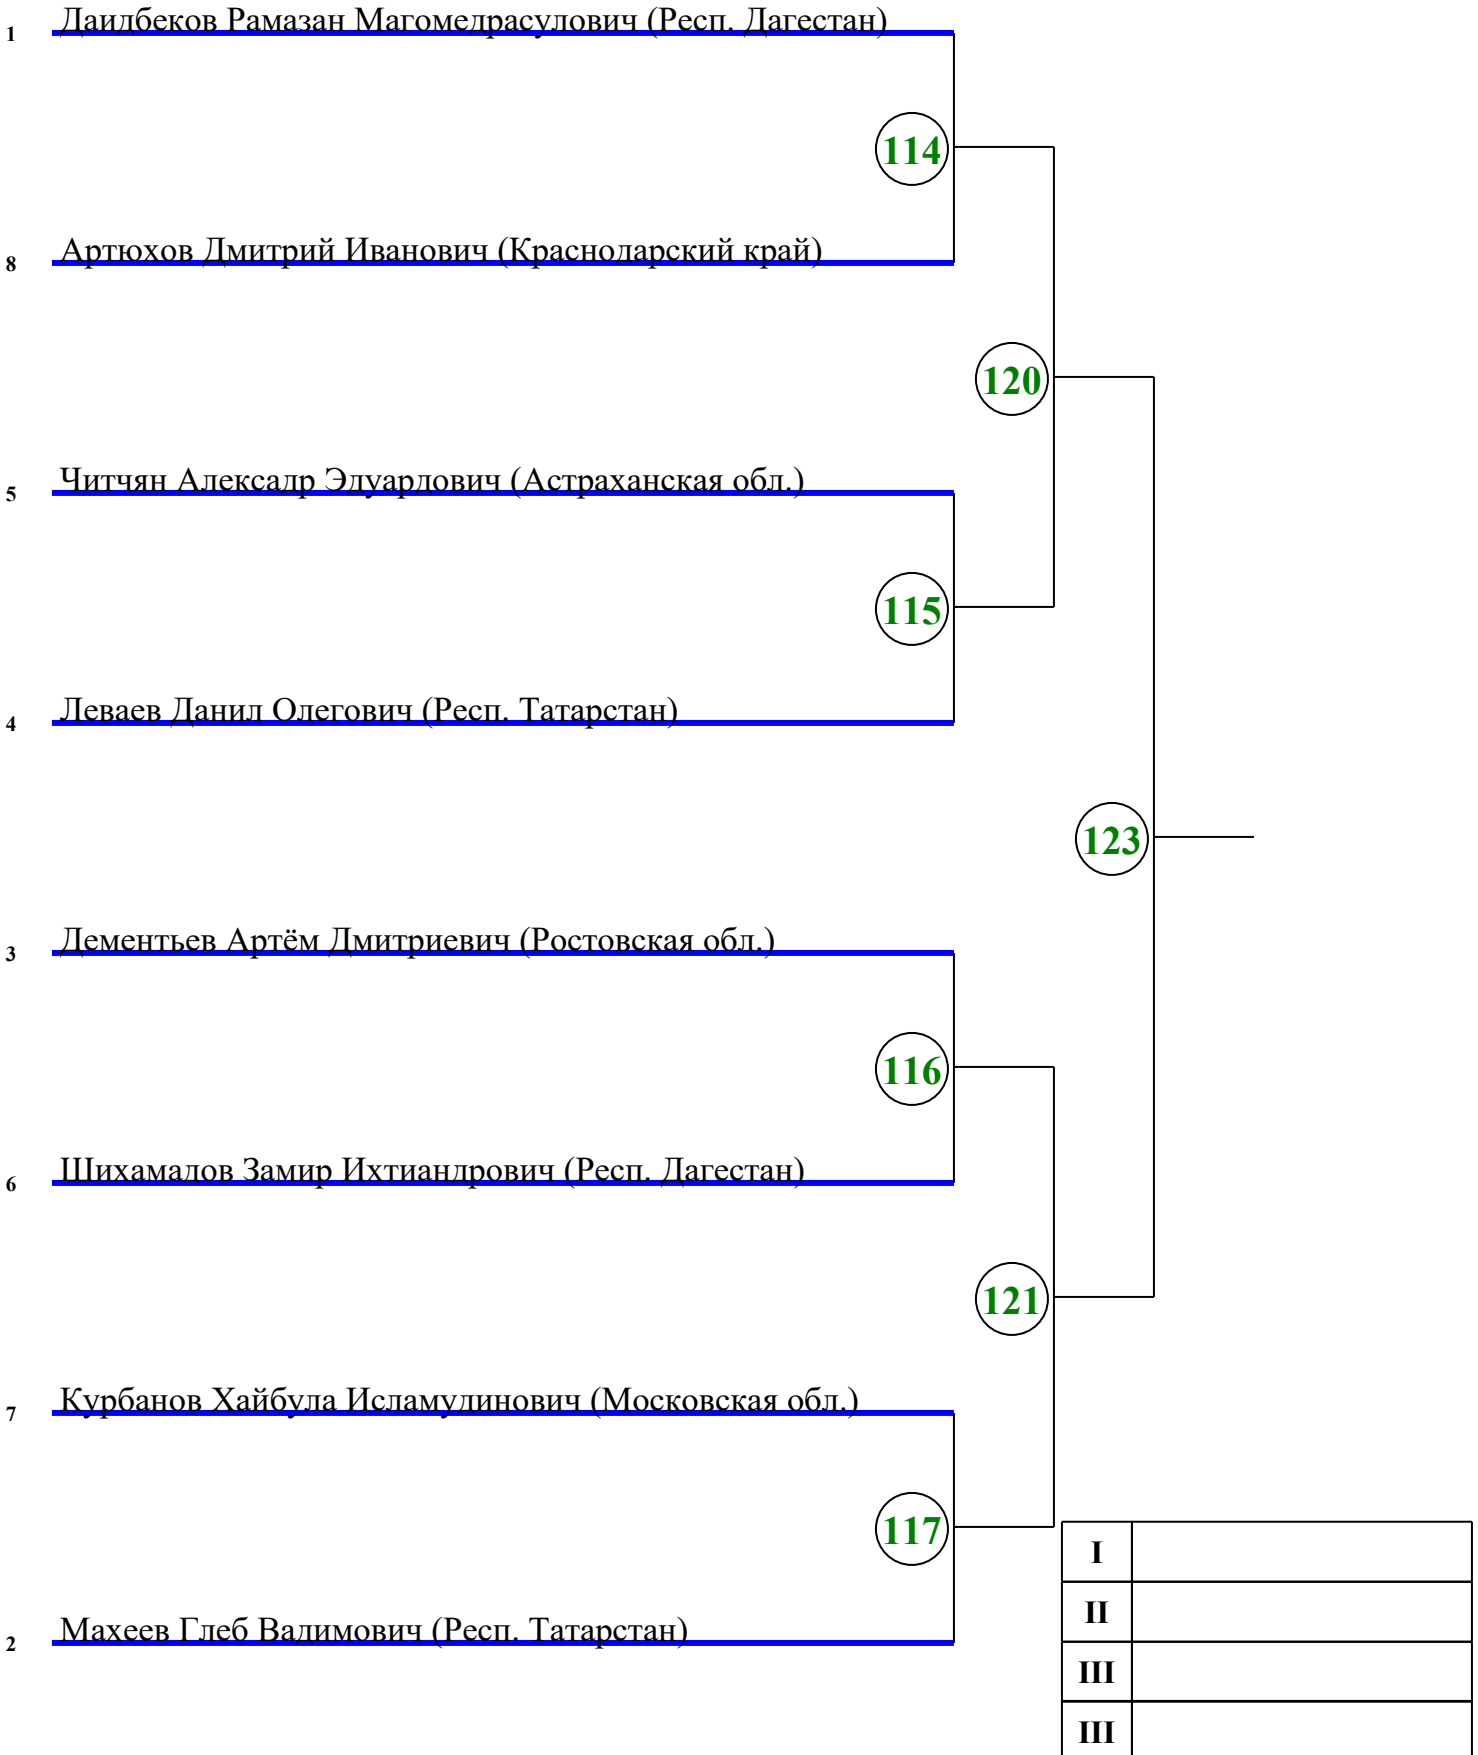 1 Даидбеков Рамазан Магомедрасулович (Респ. Дагестан)
114
8 Артюхов Дмитрий Иванович (Краснодарский край)
120
5 Читчян Алексадр Эдуардович (Астраханская обл.)
115
4 Леваев Данил Олегович (Респ. Татарстан)
123
3 Дементьев Артём Дмитриевич (Ростовская обл.)
116
6 Шихамадов Замир Ихтиандрович (Респ. Дагестан)
121
7 Курбанов Хайбула Исламудинович (Московская обл.)
117
I
II
2 Махеев Глеб Вадимович (Респ. Татарстан)
III
III